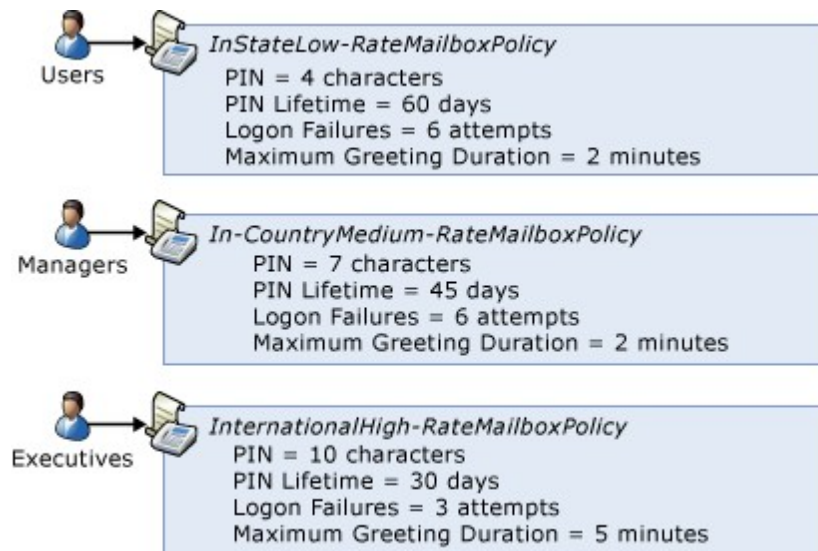 Users
InStateLow-RateMailboxPolicy
PIN = 4 characters
PIN Lifetime = 60 days
Logon Failures = 6 attempts
Maximum Greeting Duration = 2 minutes
Managers
In-CountryMedium-RateMailboxPolicy
PIN = 7 characters
PIN Lifetime = 45 days
Logon Failures = 6 attempts
Maximum Greeting Duration = 2 minutes
Executives
InternationalHigh-RateMailboxPolicy
PIN = 10 characters
PIN Lifetime = 30 days
Logon Failures = 3 attempts
Maximum Greeting Duration = 5 minutes